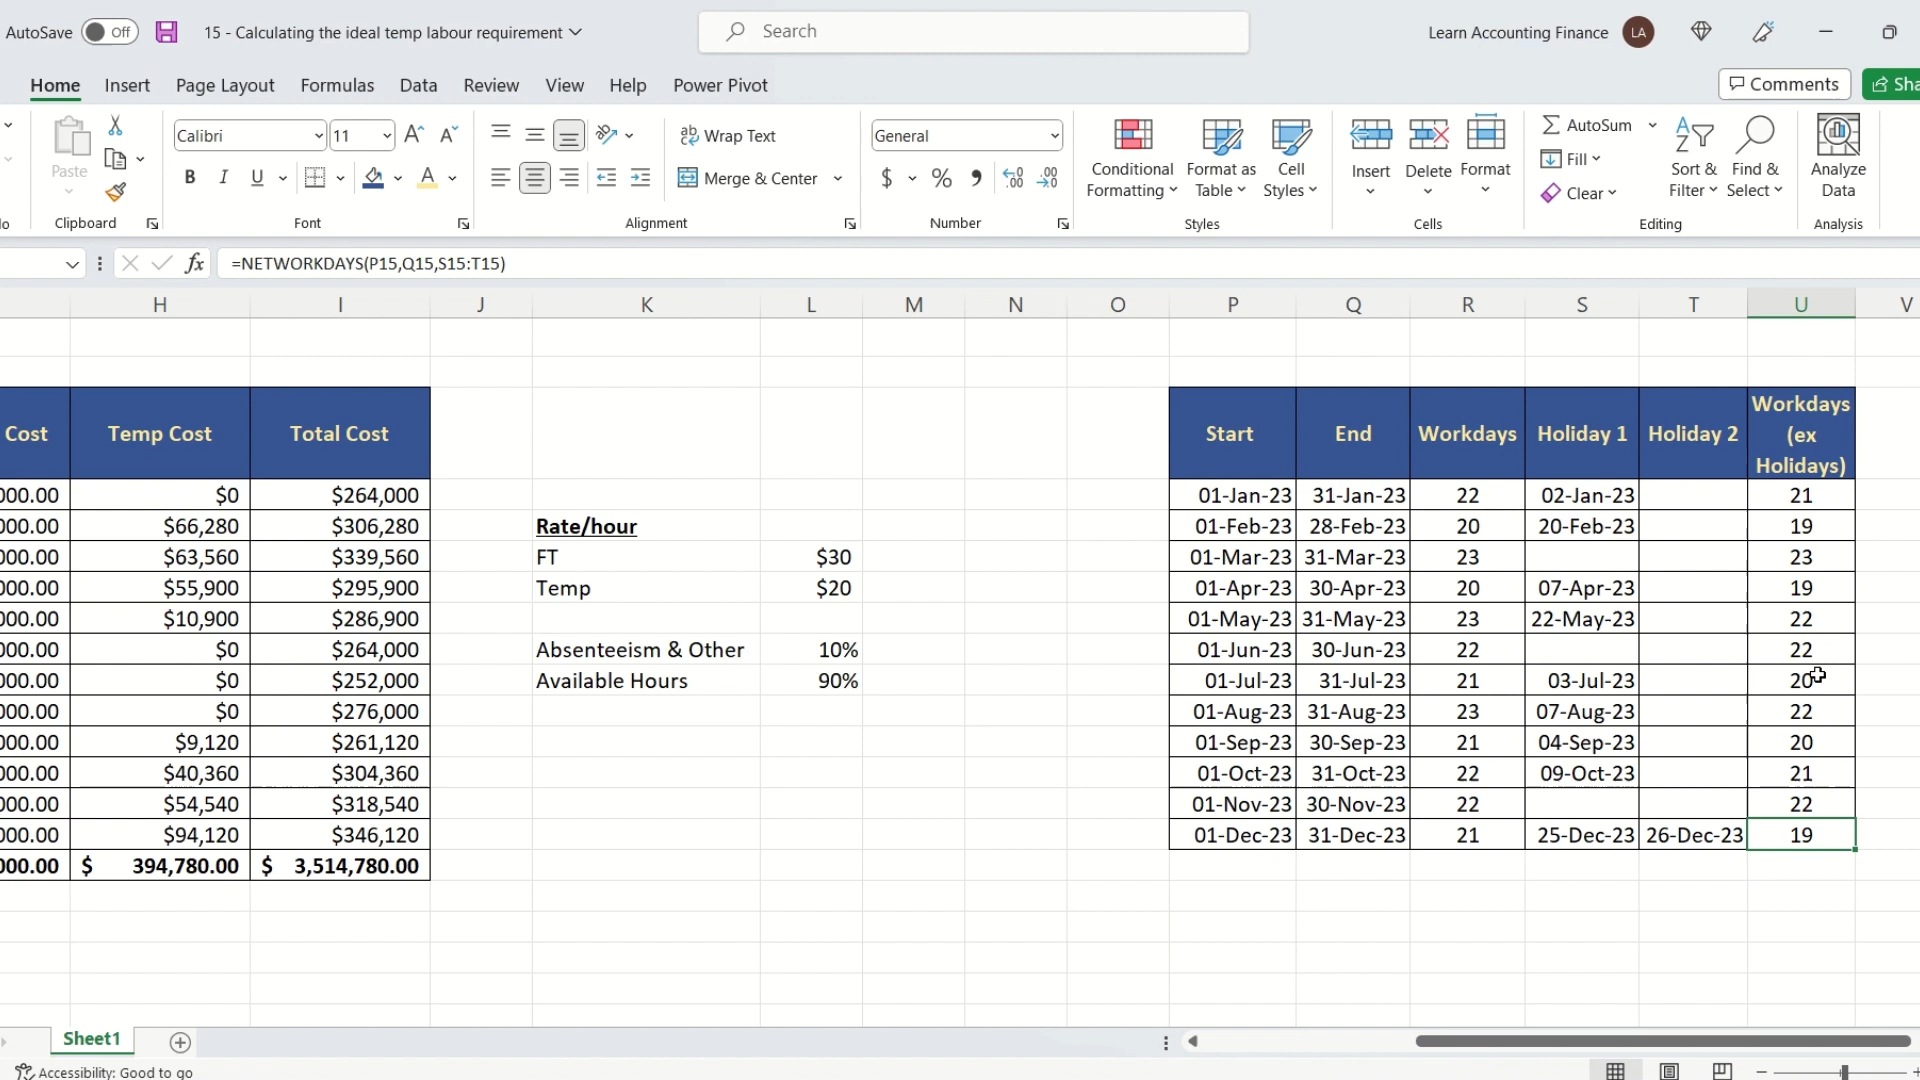 AutoSave Off 15 - Calculating the ideal temp labour requirement Search Learn Accounting Finance LA
Home Insert Page Layout Formulas Data Review View Help Power Pivot Comments Sha
Paste Calibri 11 Wrap Text General Conditional Formatting Format as Table Cell Styles Insert Delete Format AutoSum Sort & Filter Find & Select Analyze Data
B I U A Merge & Center $ % Fill Clear
Clipboard Font Alignment Number Styles Cells Editing Analysis
fx =NETWORKDAYS(P15,Q15,S15:T15)
H I J K L M N O P Q R S T U V
Cost Temp Cost Total Cost Start End Workdays Holiday 1 Holiday 2 Workdays (ex Holidays)
000.00 $0 $264,000 01-Jan-23 31-Jan-23 22 02-Jan-23 21
000.00 $66,280 $306,280 Rate/hour 01-Feb-23 28-Feb-23 20 20-Feb-23 19
000.00 $63,560 $339,560 FT $30 01-Mar-23 31-Mar-23 23 23
000.00 $55,900 $295,900 Temp $20 01-Apr-23 30-Apr-23 20 07-Apr-23 19
000.00 $10,900 $286,900 01-May-23 31-May-23 23 22-May-23 22
000.00 $0 $264,000 Absenteeism & Other 10% 01-Jun-23 30-Jun-23 22 22
000.00 $0 $252,000 Available Hours 90% 01-Jul-23 31-Jul-23 21 03-Jul-23 20
000.00 $0 $276,000 01-Aug-23 31-Aug-23 23 07-Aug-23 22
000.00 $9,120 $261,120 01-Sep-23 30-Sep-23 21 04-Sep-23 20
000.00 $40,360 $304,360 01-Oct-23 31-Oct-23 22 09-Oct-23 21
000.00 $54,540 $318,540 01-Nov-23 30-Nov-23 22 22
000.00 $94,120 $346,120 01-Dec-23 31-Dec-23 21 25-Dec-23 26-Dec-23 19
000.00 $ 394,780.00 $ 3,514,780.00
Sheet1
Accessibility: Good to go